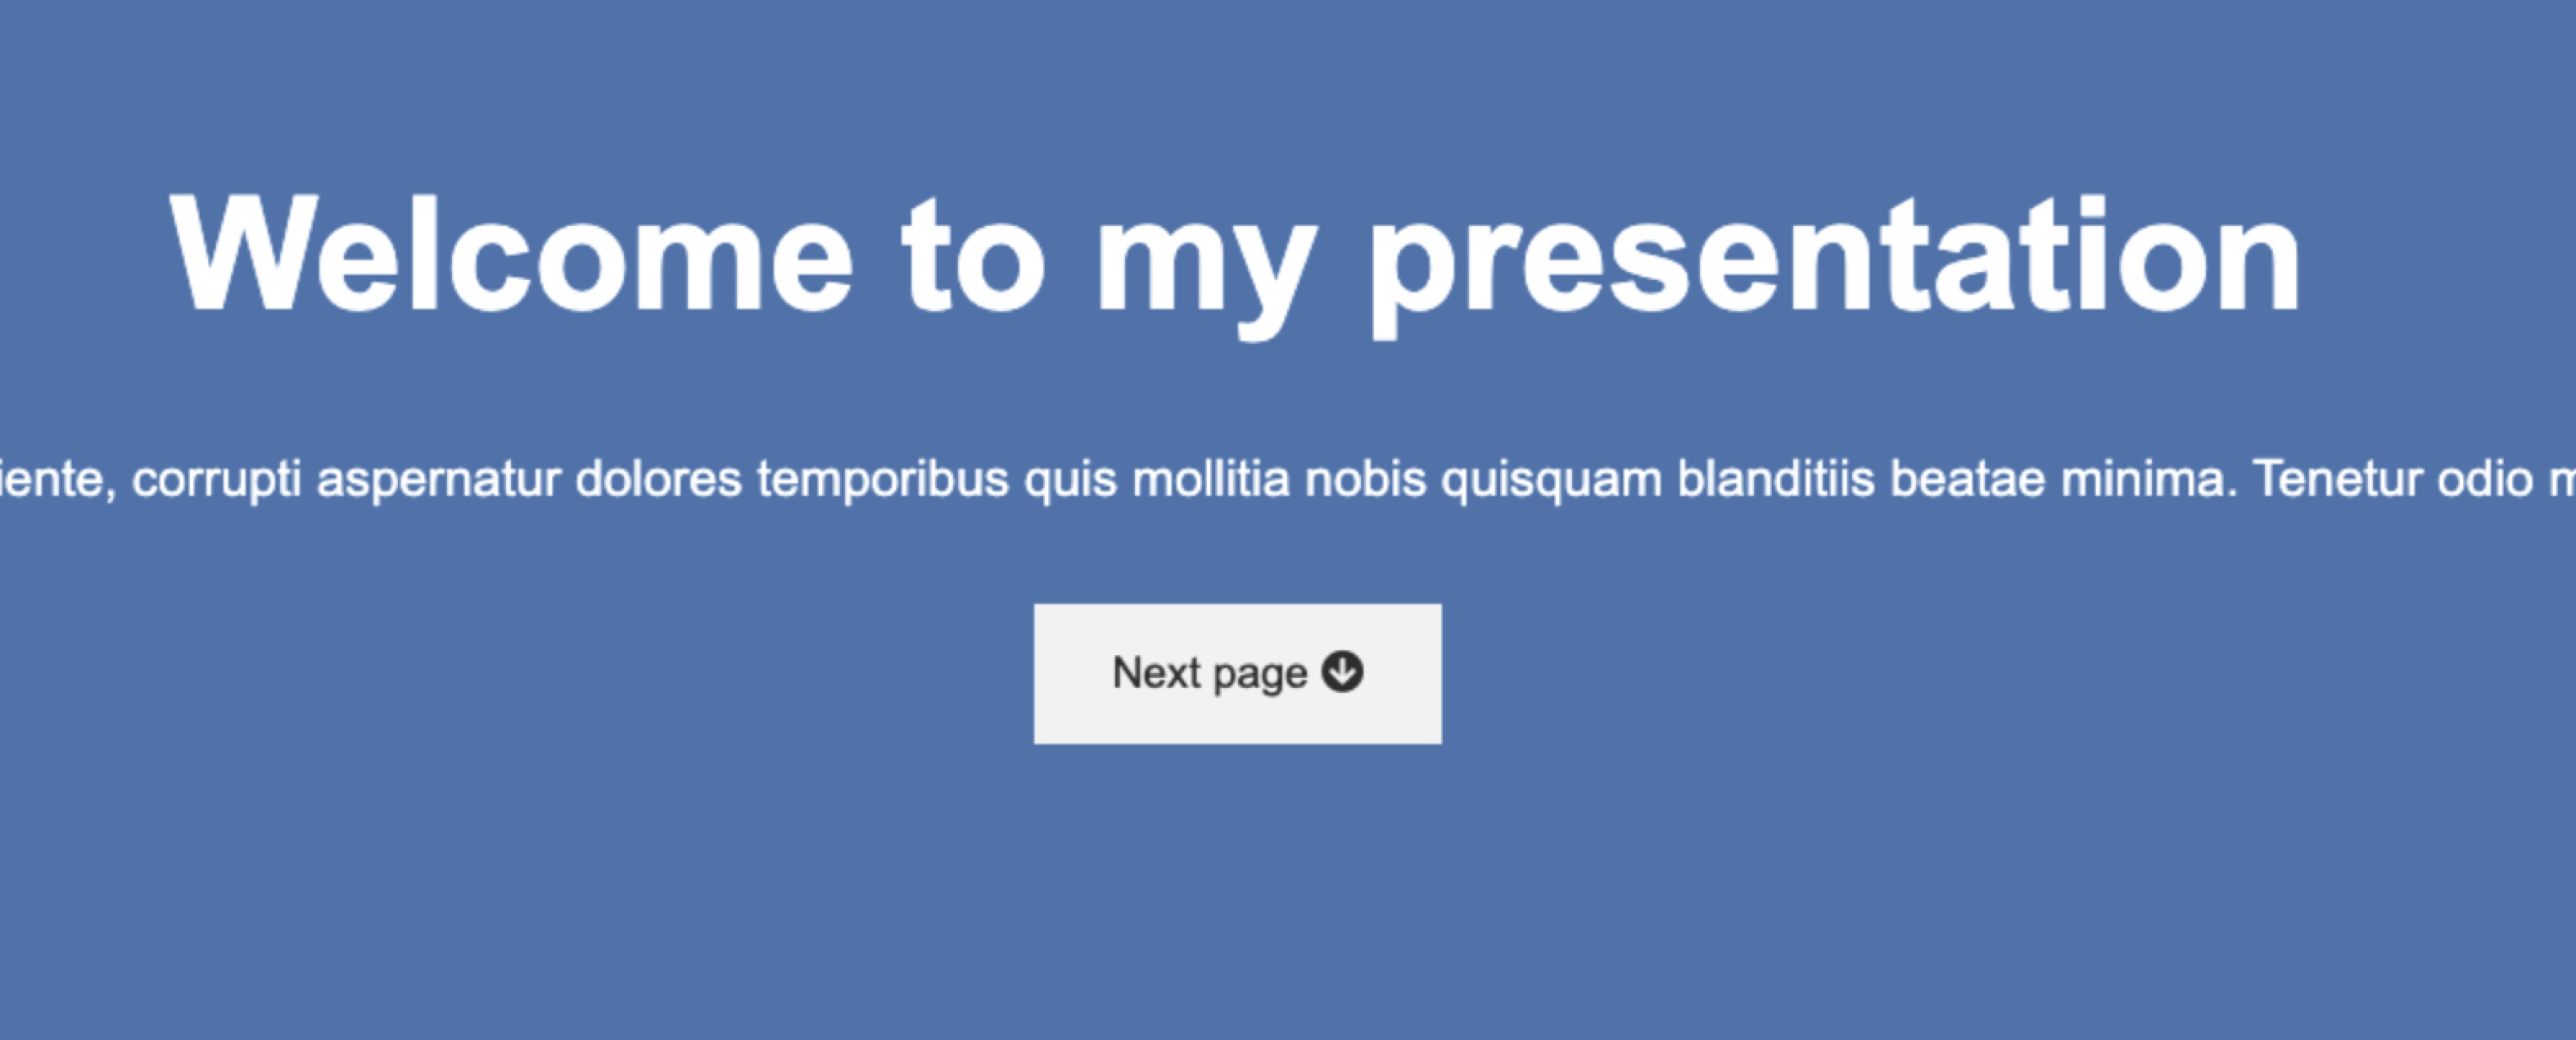 Welcome to my presentation
iente, corrupti aspernatur dolores temporibus quis mollitia nobis quisquam blanditiis beatae minima. Tenetur odio m
Next page